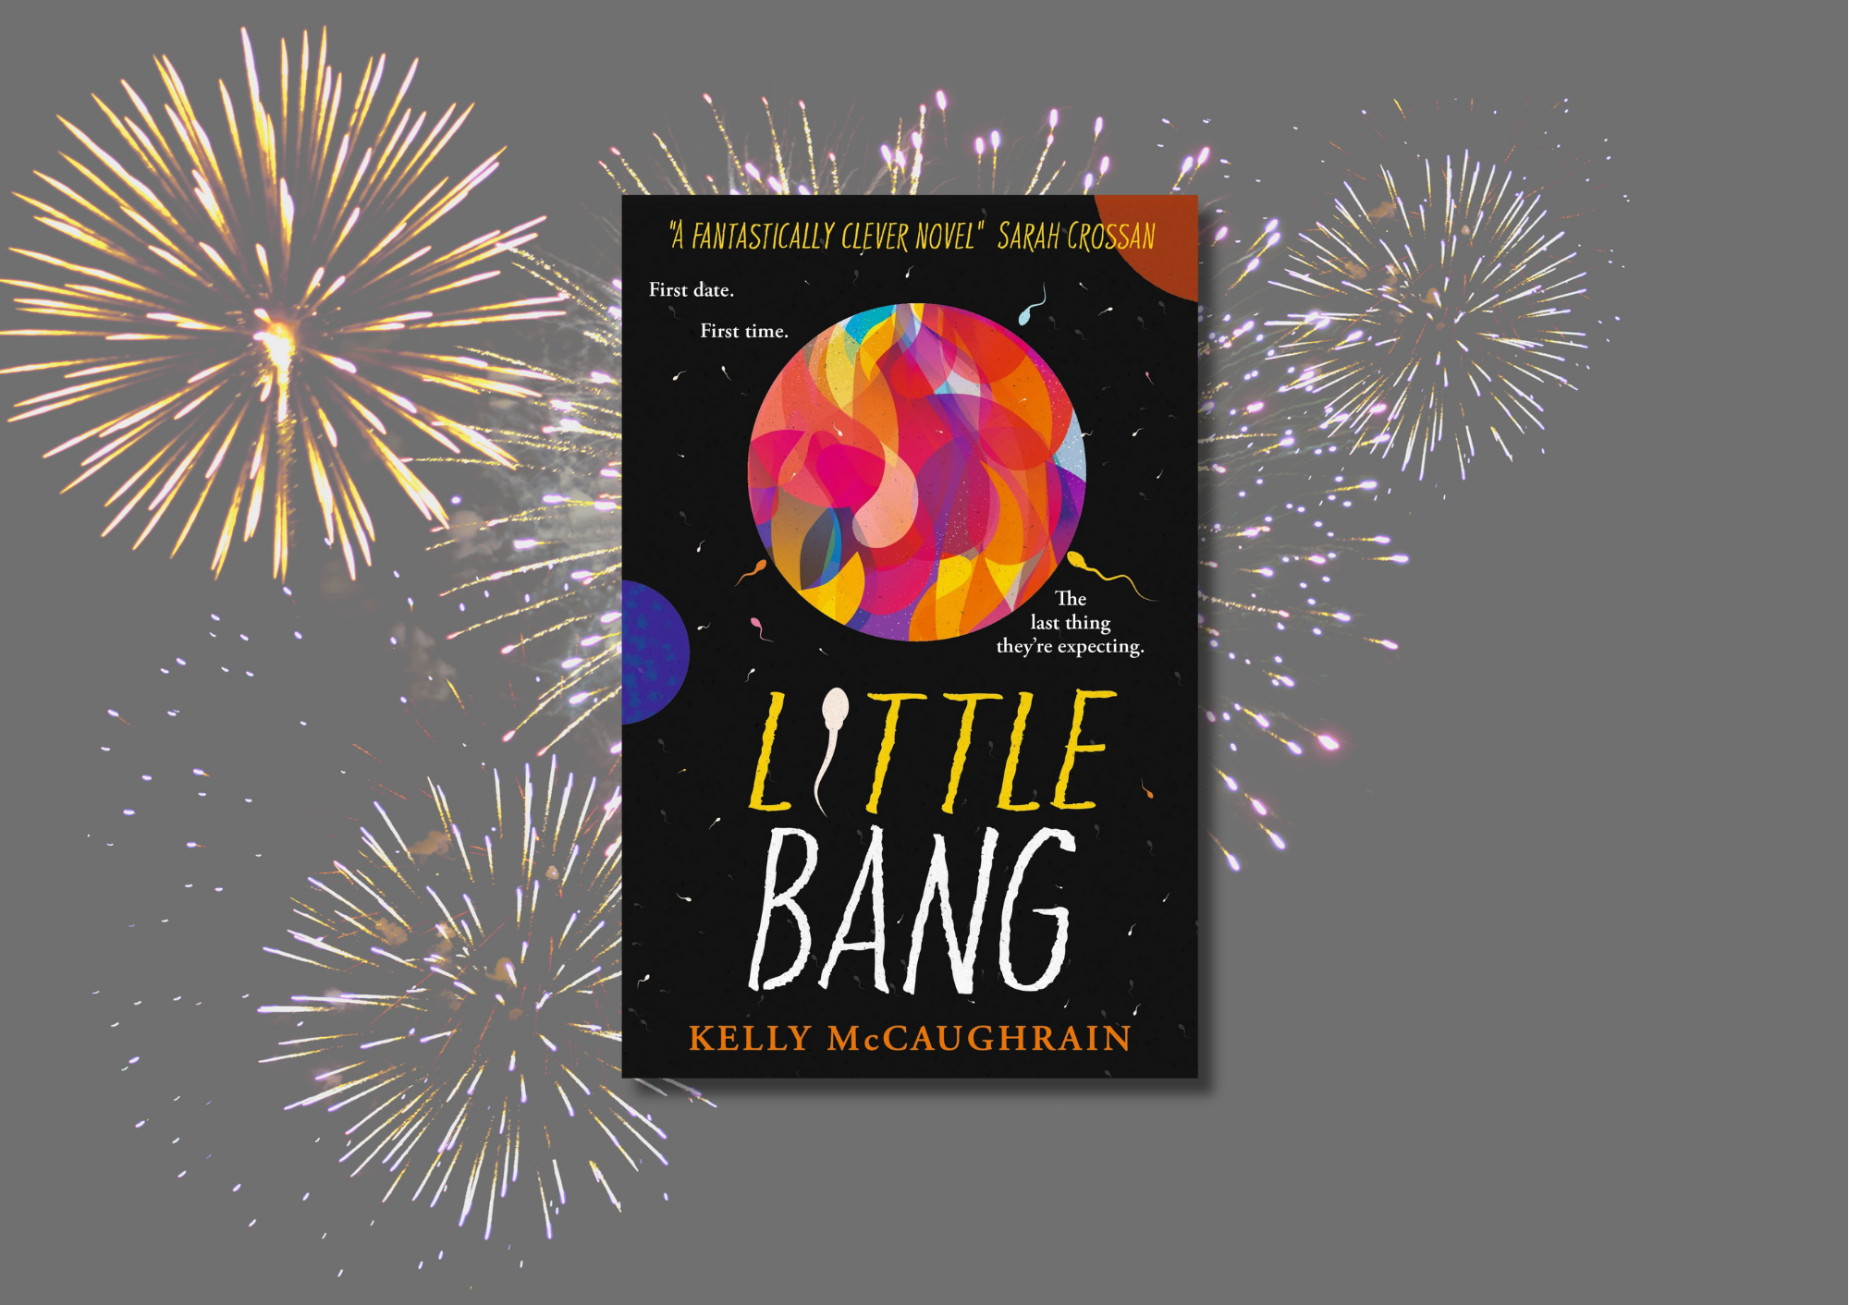 "A FANTASTICALLY CLEVER NOVEL" SARAH CROSSAN
First date.
First time.
The
last thing
they're expecting.
LITTLE
BANG
KELLY McCAUGHRAIN